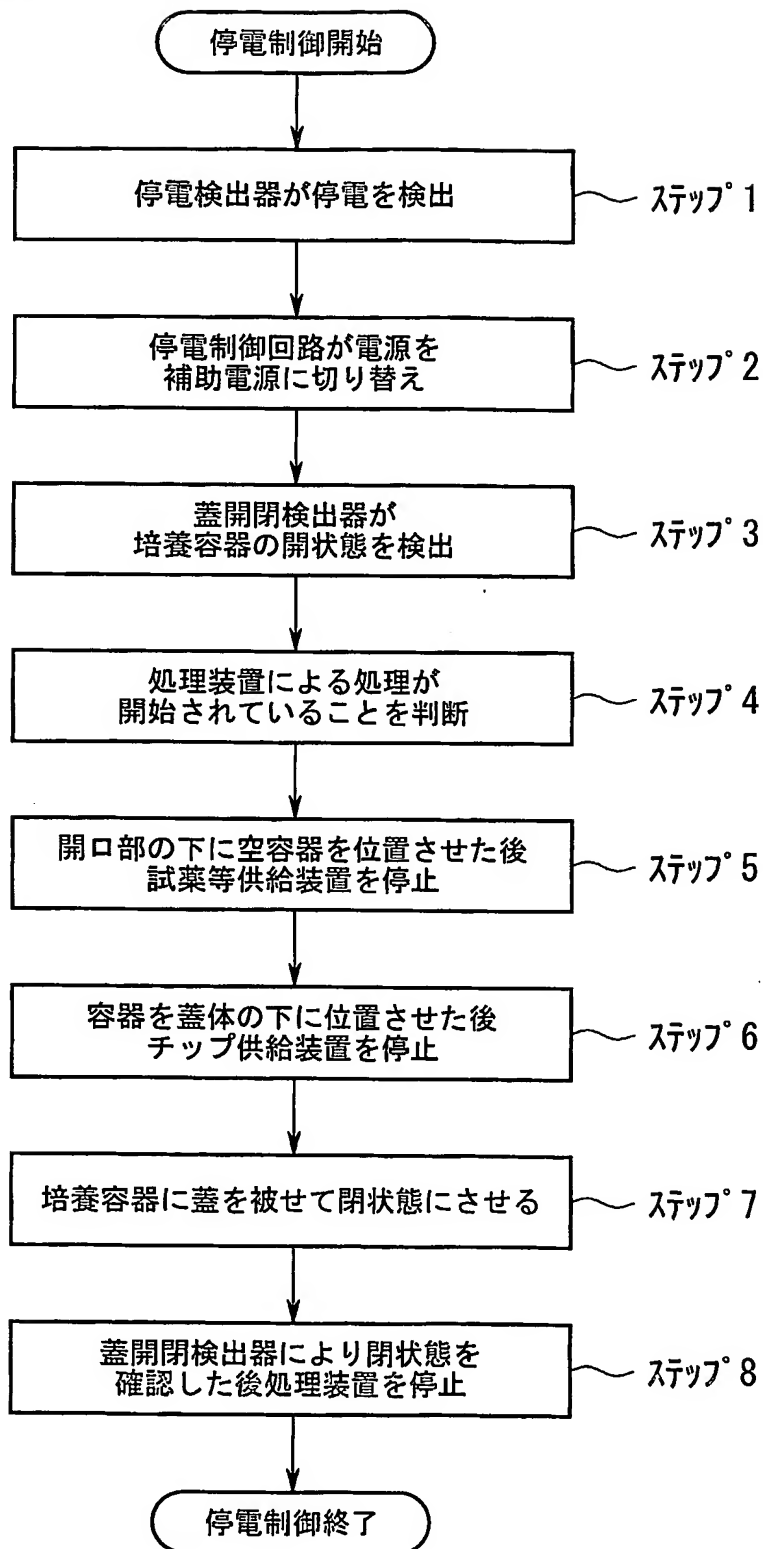 停電制御開始
停電検出器が停電を検出
ステップ1
停電制御回路が電源を
補助電源に切り替え
ステップ2
蓋開閉検出器が
培養容器の開状態を検出
ステップ3
処理装置による処理が
開始されていることを判断
ステップ4
開口部の下に空容器を位置させた後
試薬等供給装置を停止
ステップ5
容器を蓋体の下に位置させた後
チップ供給装置を停止
ステップ6
培養容器に蓋を被せて閉状態にさせる
ステップ7
蓋開閉検出器により閉状態を
確認した後処理装置を停止
ステップ8
停電制御終了